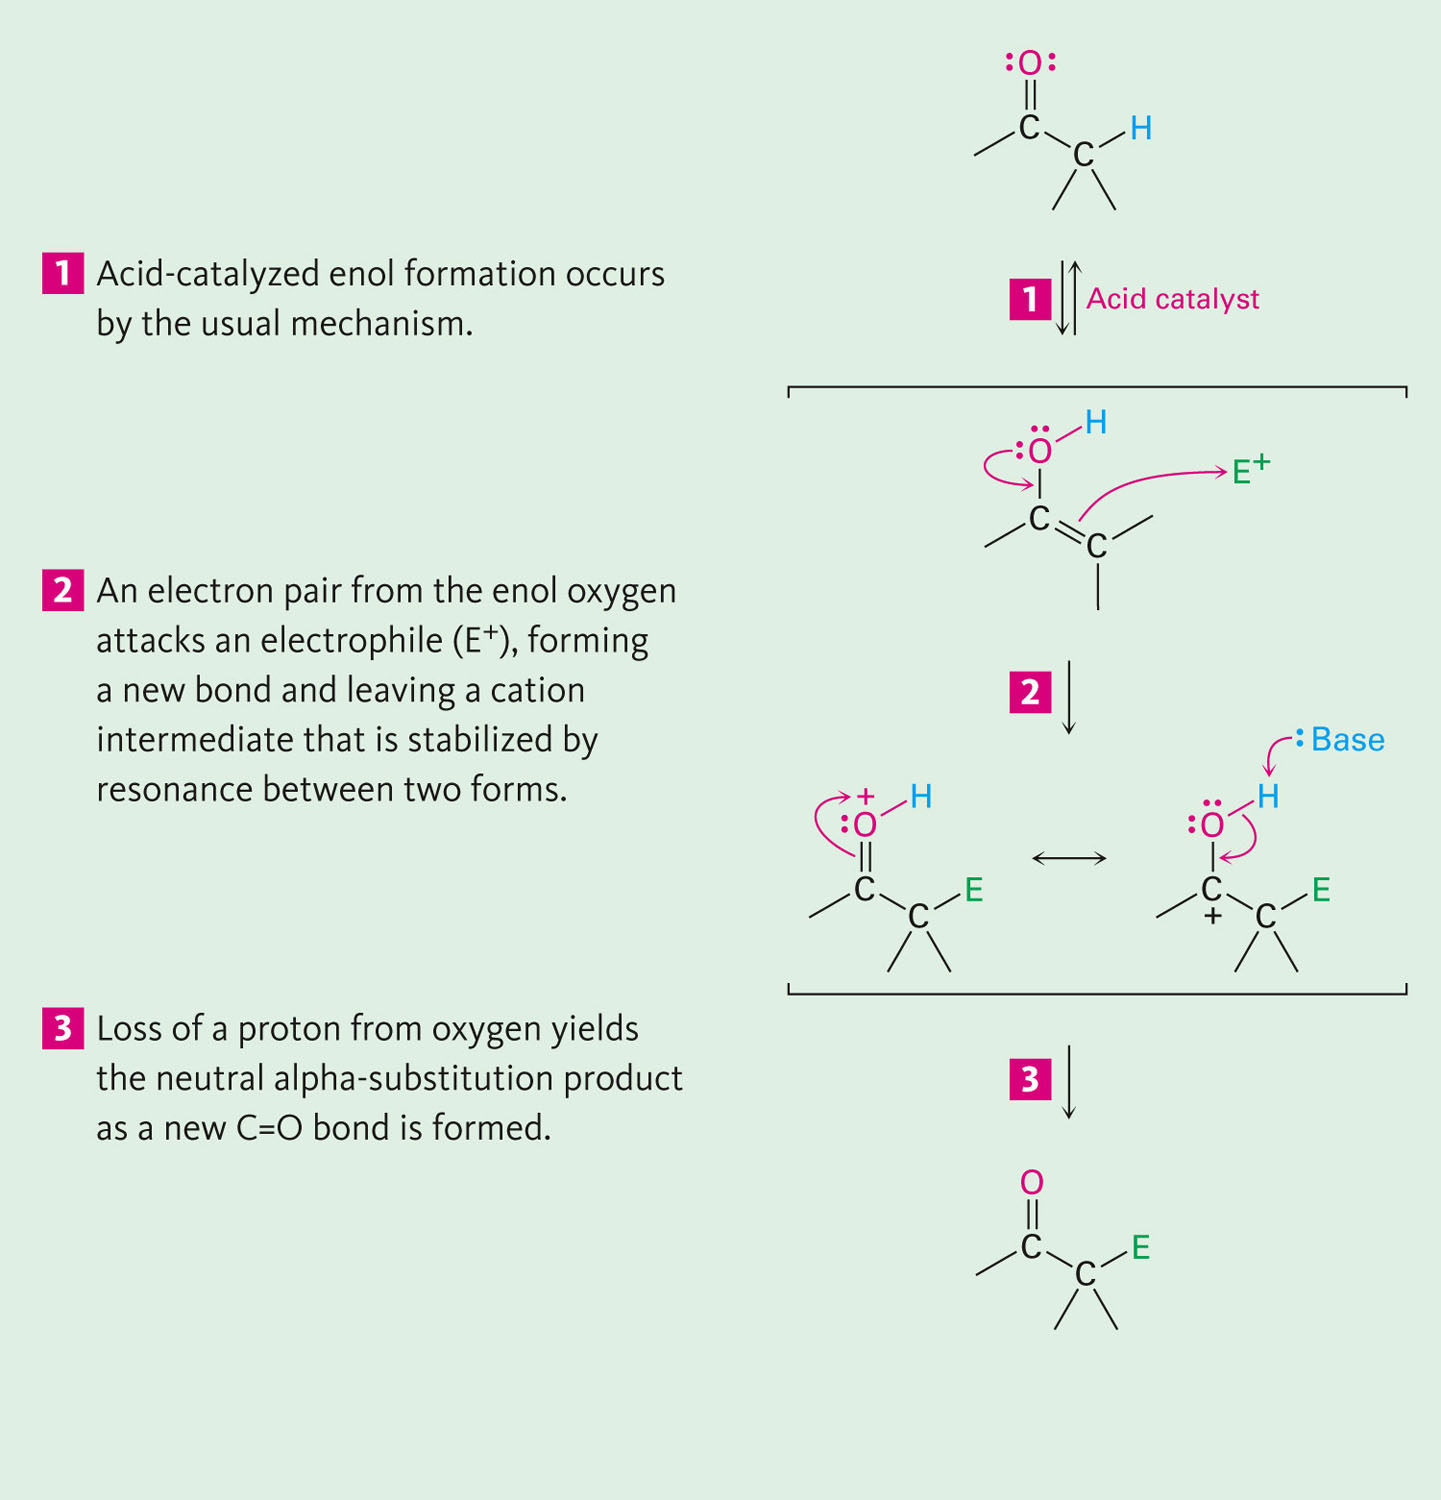 :O:
C
H
C
1 Acid-catalyzed enol formation occurs
by the usual mechanism.
1 Acid catalyst
H
:O
E+
C
C
2 An electron pair from the enol oxygen
attacks an electrophile (E+), forming
a new bond and leaving a cation
intermediate that is stabilized by
resonance between two forms.
2
:Base
+ H
:O
H
:O
C
E
C
C
+
E
C
3 Loss of a proton from oxygen yields
the neutral alpha-substitution product
as a new C=O bond is formed.
3
O
C
E
C